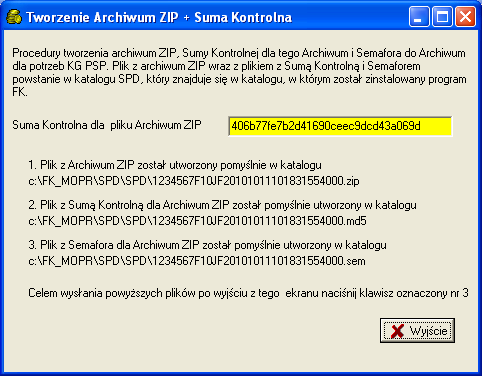 Tworzenie Archiwum ZIP + Suma Kontrolna
Procedury tworzenia archiwum ZIP, Sumy Kontrolnej dla tego Archiwum i Semafora do Archiwum
dla potrzeb KG PSP. Plik z archiwum ZIP wraz z plikiem z Sumą Kontrolną i Semaforem
powstanie w katalogu SPD, który znajduje się w katalogu, w którym został zinstalowany program
FK.
Suma Kontrolna dla pliku Archiwum ZIP
406b77fe7b2d41690ceec9dcd43a069d
1. Plik z Archiwum ZIP został utworzony pomyślnie w katalogu
c:\FK_MOPR\SPD\SPD\1234567F10JF20101011101831554000.zip
2. Plik z Sumą Kontrolną dla Archiwum ZIP został pomyślnie utworzony w katalogu
c:\FK_MOPR\SPD\SPD\1234567F10JF20101011101831554000.md5
3. Plik z Semafora dla Archiwum ZIP został pomyślnie utworzony w katalogu
c:\FK_MOPR\SPD\SPD\1234567F10JF20101011101831554000.sem
Celem wysłania powyższych plików po wyjściu z tego ekranu naciśnij klawisz oznaczony nr 3
Wyjście